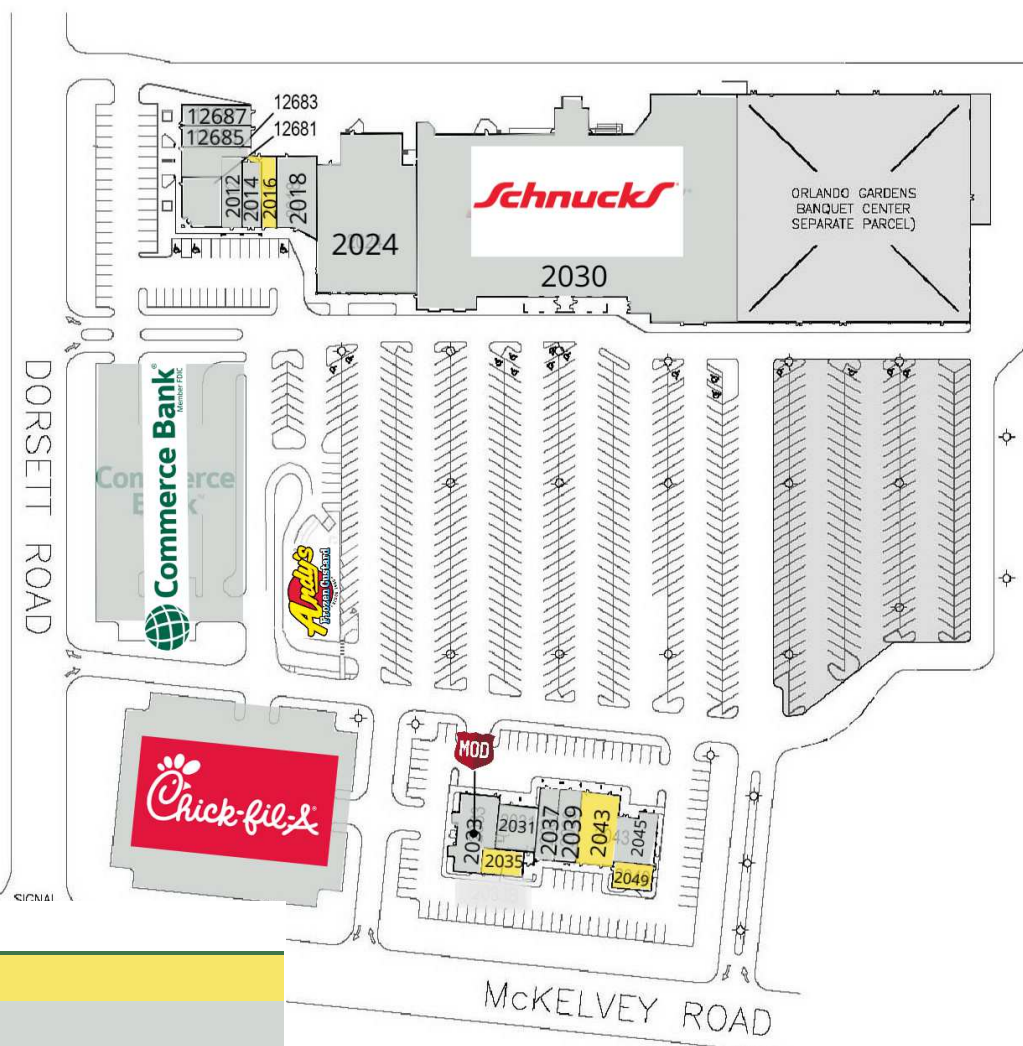 12683
12687
12681
12685
2012
2014
2016
2018
2024
Schnucks
2030
ORLANDO GARDENS
BANQUET CENTER
SEPARATE PARCEL)
DORSETT ROAD
Commerce Bank
Member FDIC
Commerce
Bank
Andy's
Frozen Custard
Chick-fil-A
MOD
2033
2031
2035
2037
2039
2043
2045
2049
SIGNAL
McKELVEY ROAD